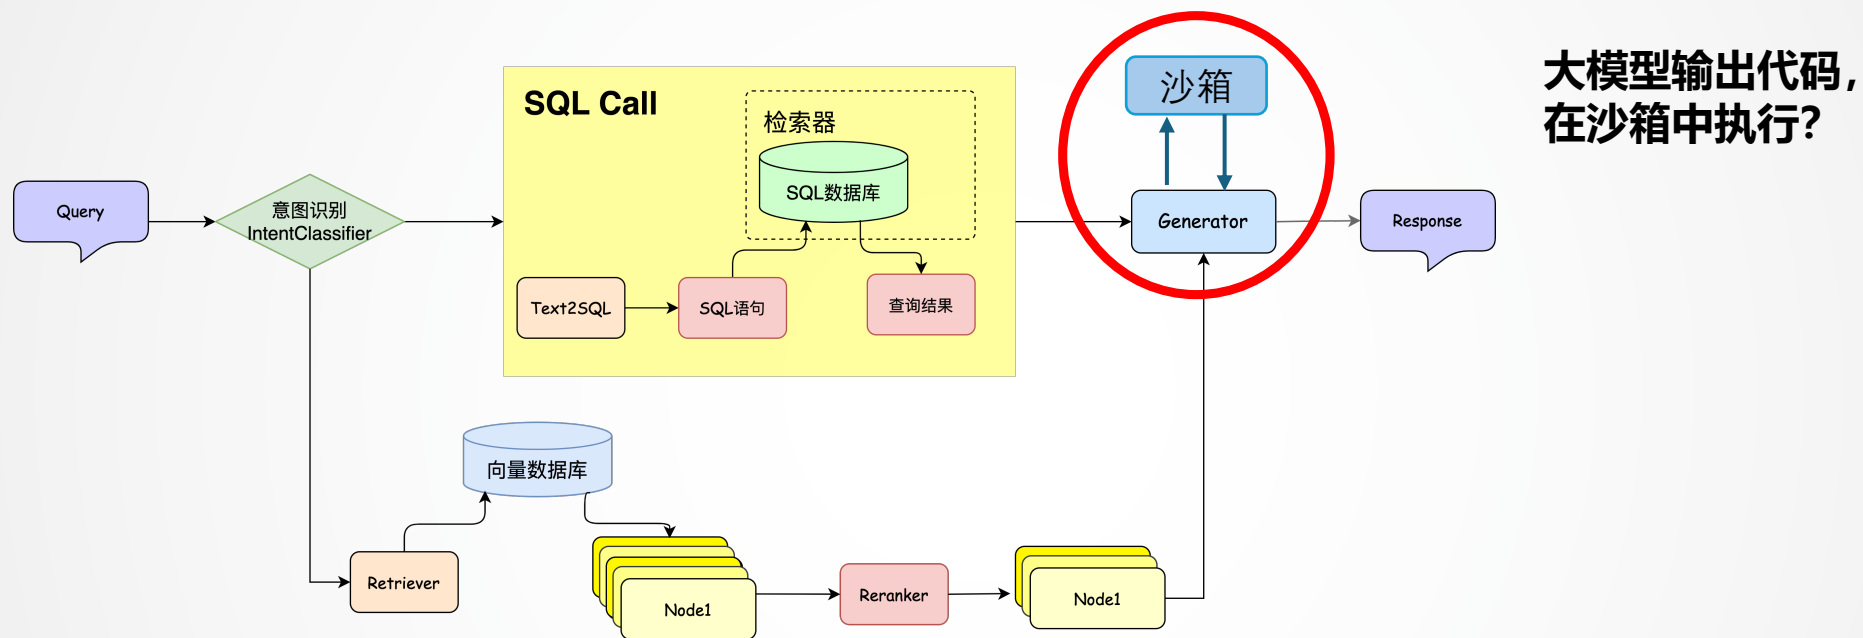 大模型输出代码，
在沙箱中执行？
沙箱
SQL Call
检索器
SQL数据库
Query
意图识别
IntentClassifier
Generator
Response
Text2SQL
SQL语句
查询结果
向量数据库
Retriever
Node1
Reranker
Node1